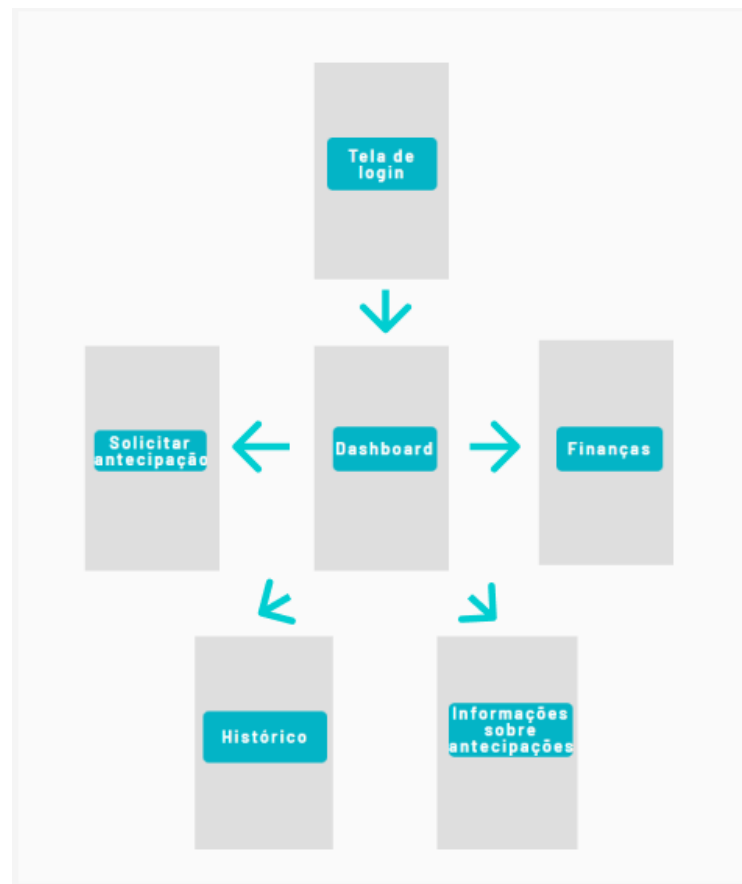 Tela de
login
Solicitar
antecipação
Dashboard
Finanças
Histórico
Informações
sobre
antecipações